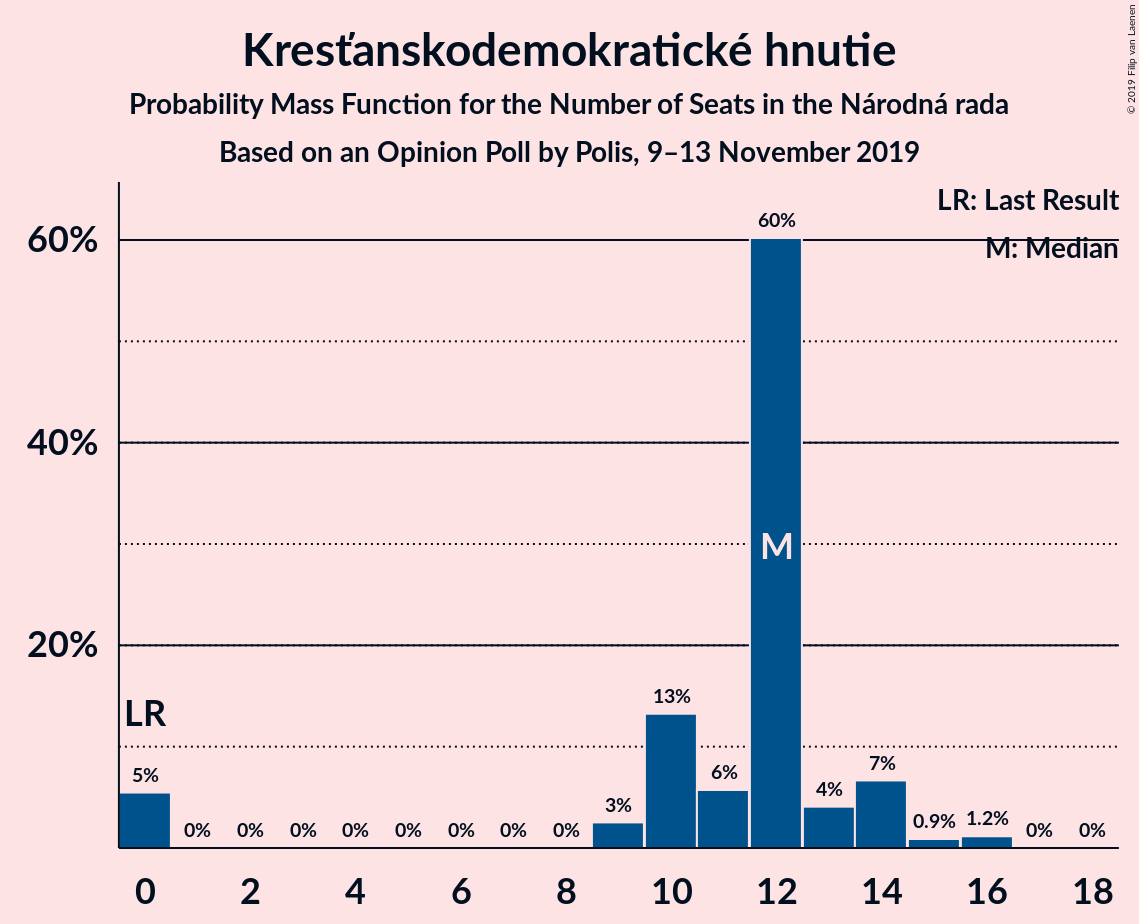 Kresťanskodemokratické hnutie
Probability Mass Function for the Number of Seats in the Národná rada
Based on an Opinion Poll by Polis, 9–13 November 2019
© 2019 Filip van Laenen
LR: Last Result
M: Median
60%
40%
20%
LR
M
5%
0%
0%
0%
0%
0%
0%
0%
0%
3%
13%
6%
60%
4%
7%
0.9%
1.2%
0%
0%
0 2 4 6 8 10 12 14 16 18